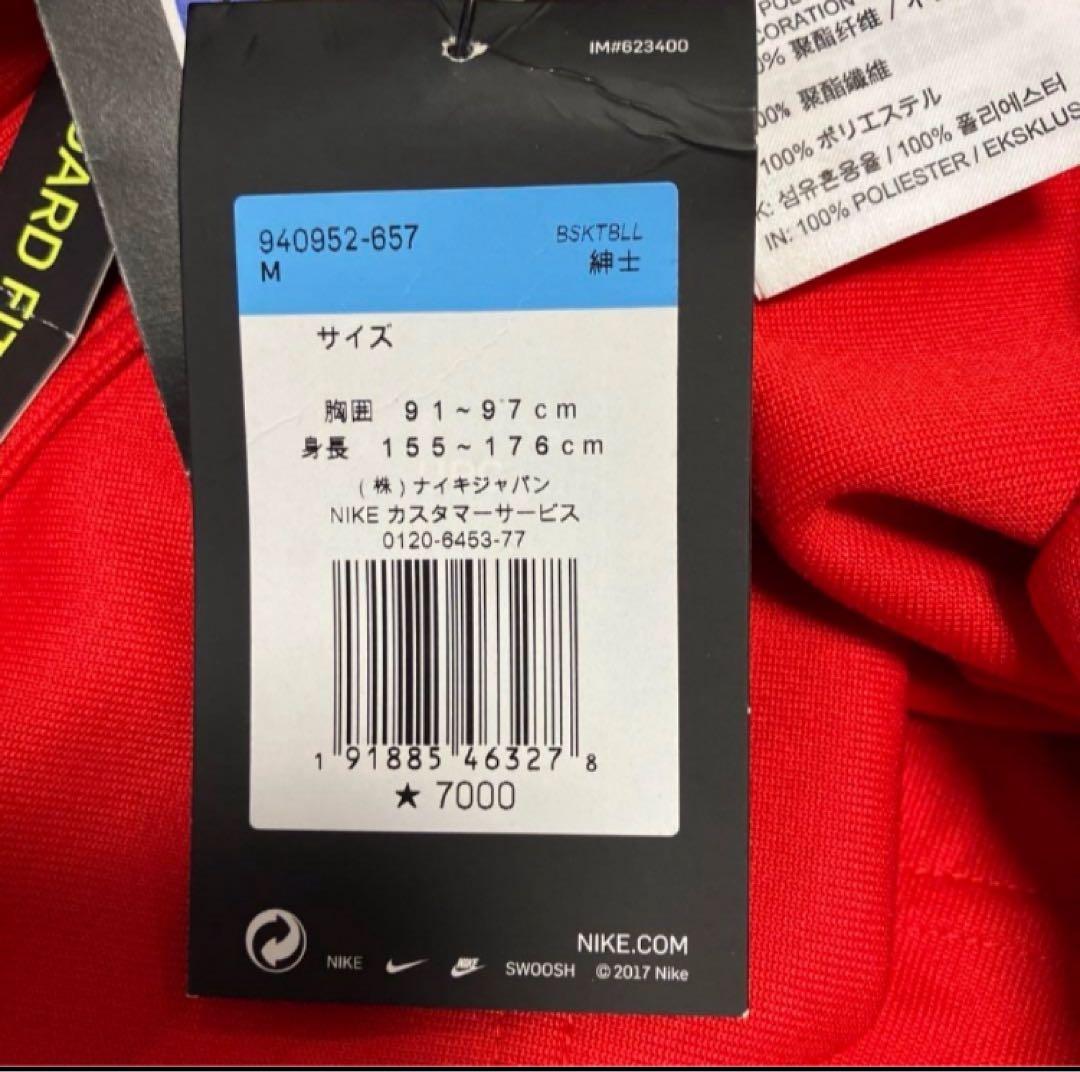 IM#623400
940952-657
BSKTBLL
M
紳士
サイズ
胸囲 91~97cm
身長 155~176cm
(株)ナイキジャパン
NIKE カスタマーサービス
0120-6453-77
1 91885 46327 8
★ 7000
NIKE.COM
NIKE NIKE SWOOSH ©2017 Nike
CORATION
% 聚酯纤维 /
00% 聚酯纖維
100% ポリエステル
K: 섬유혼용율 / 100% 폴리에스터
IN: 100% POLIESTER / EKSKLUS
DARD FIT